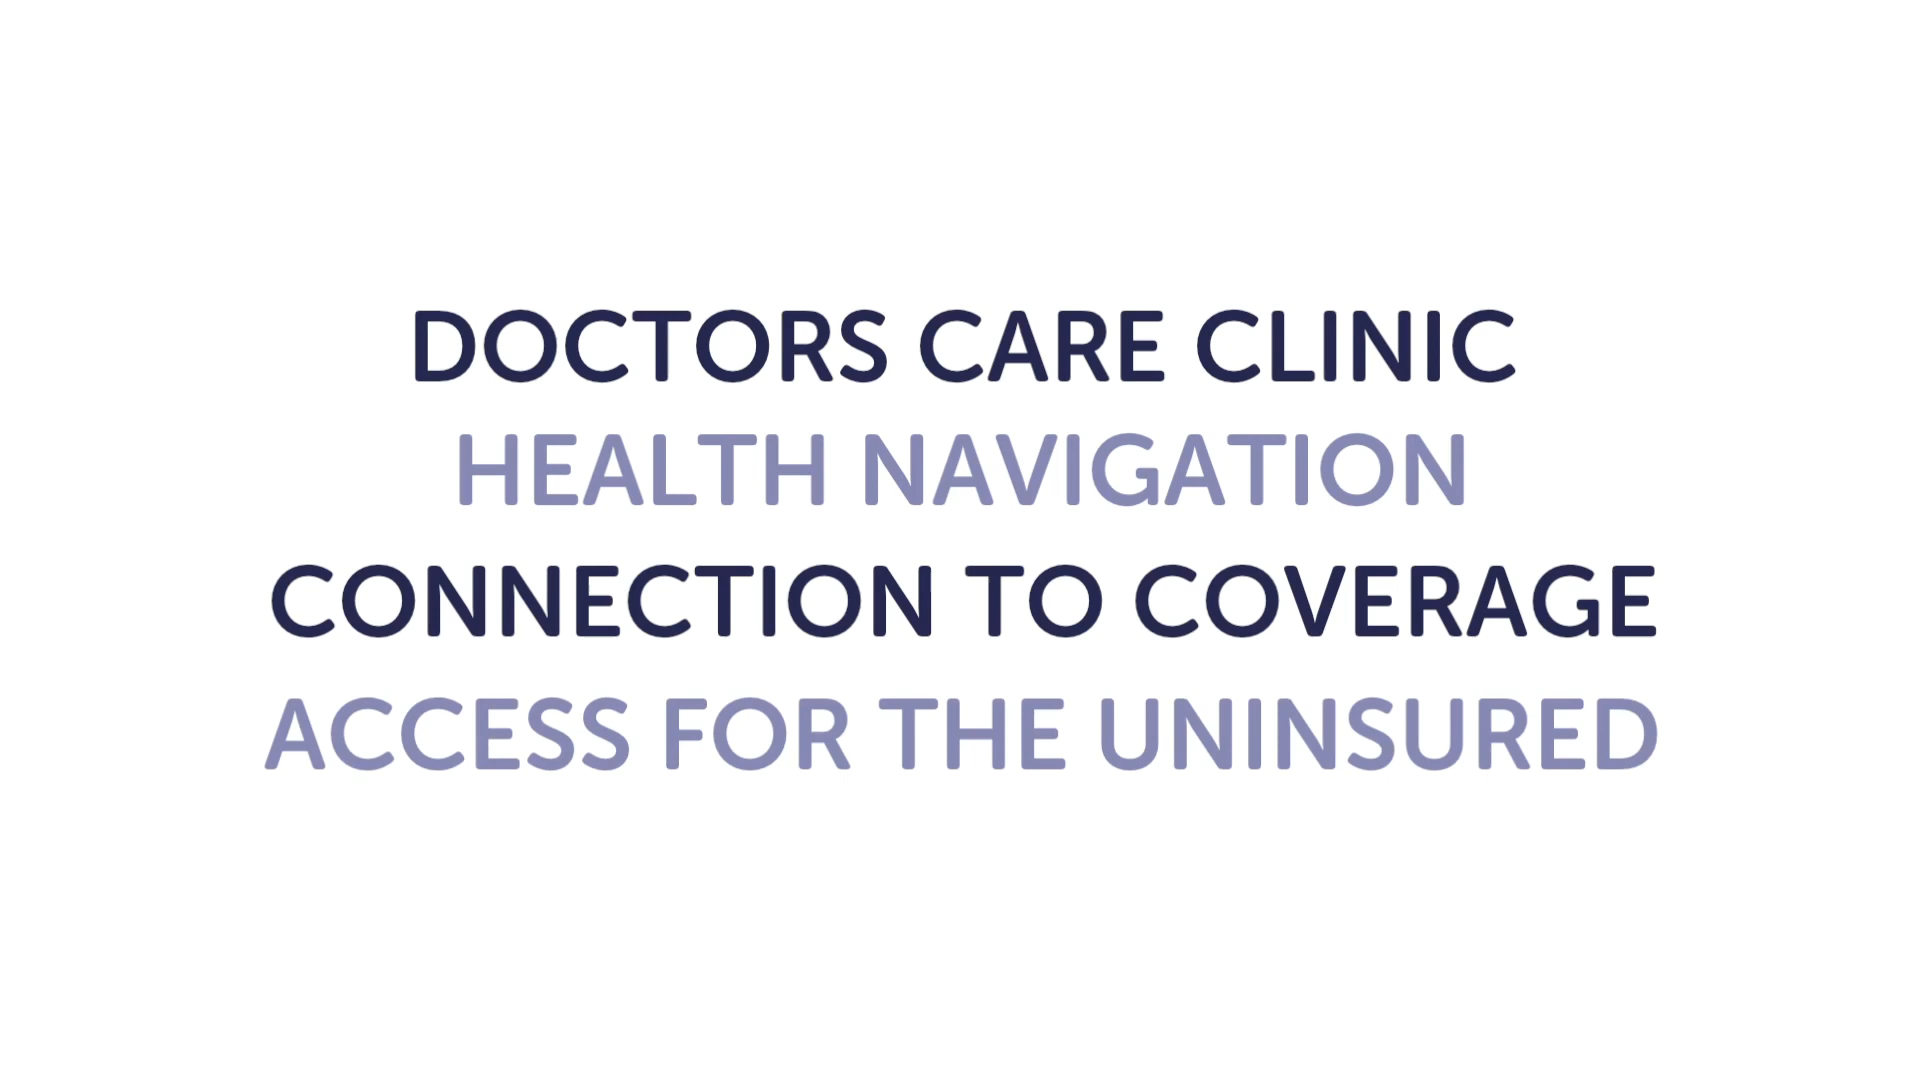 DOCTORS CARE CLINIC
HEALTH NAVIGATION
CONNECTION TO COVERAGE
ACCESS FOR THE UNINSURED